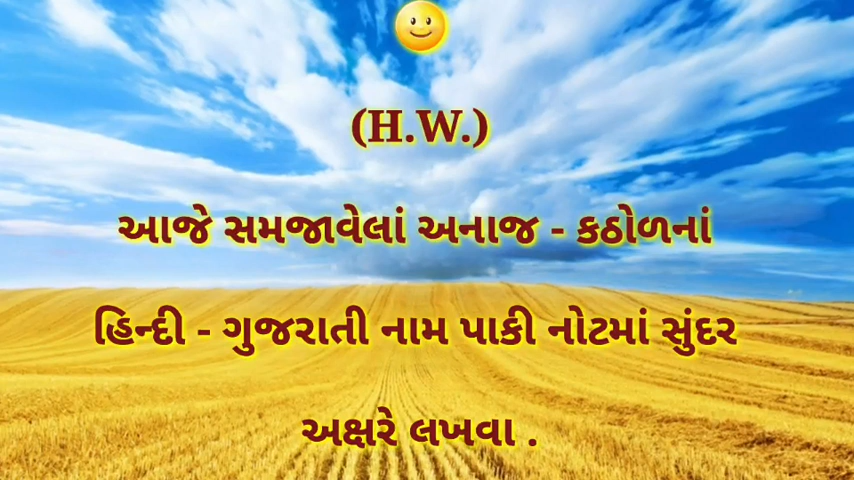 (H.W.)
આજે સમજાવેલાં અનાજ - કઠોળનાં
હિન્દી - ગુજરાતી નામ પાકી નોટમાં સુંદર
અક્ષરે લખવા .